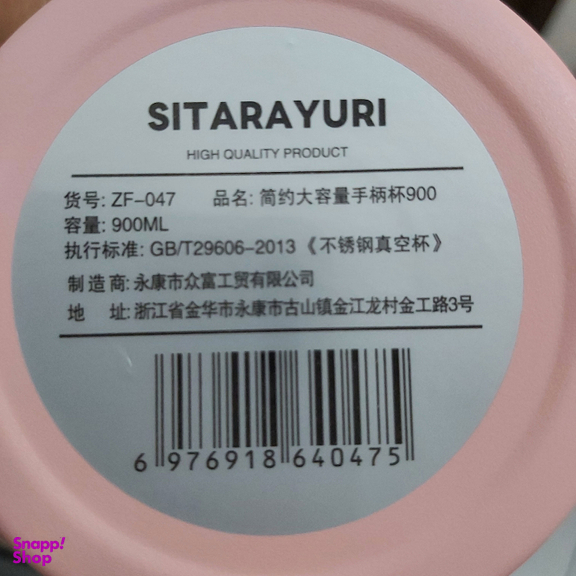 SITARAYURI
HIGH QUALITY PRODUCT
货号: ZF-047 品名: 简约大容量手柄杯900
容量: 900ML
执行标准: GB/T29606-2013《不锈钢真空杯》
制造商: 永康市众富工贸有限公司
地 址: 浙江省金华市永康市古山镇金江龙村金工路3号
6 976918 640475
Snapp!
Shop